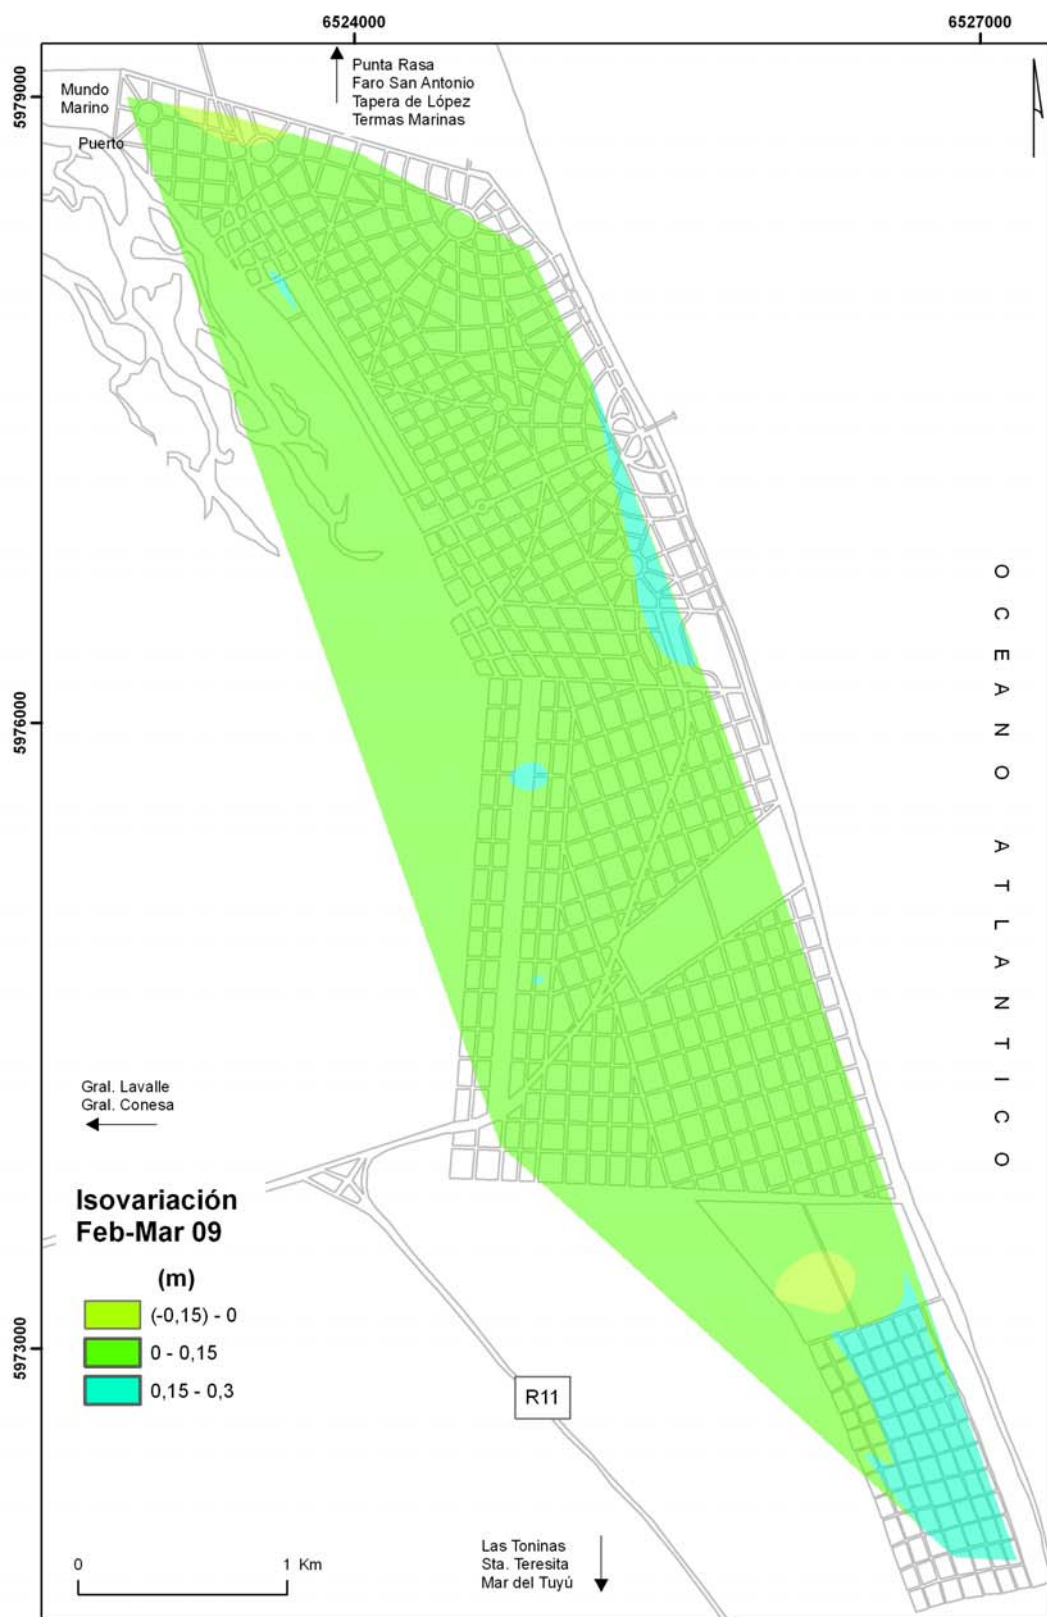 6524000
6527000
5979000
Mundo
Marino
Puerto
Punta Rasa
Faro San Antonio
Tapera de López
Termas Marinas
OCEANO ATLANTICO
5976000
Gral. Lavalle
Gral. Conesa
Isovariación
Feb-Mar 09
(m)
(-0,15) - 0
0 - 0,15
0,15 - 0,3
5973000
R11
0 1 Km
Las Toninas
Sta. Teresita
Mar del Tuyú